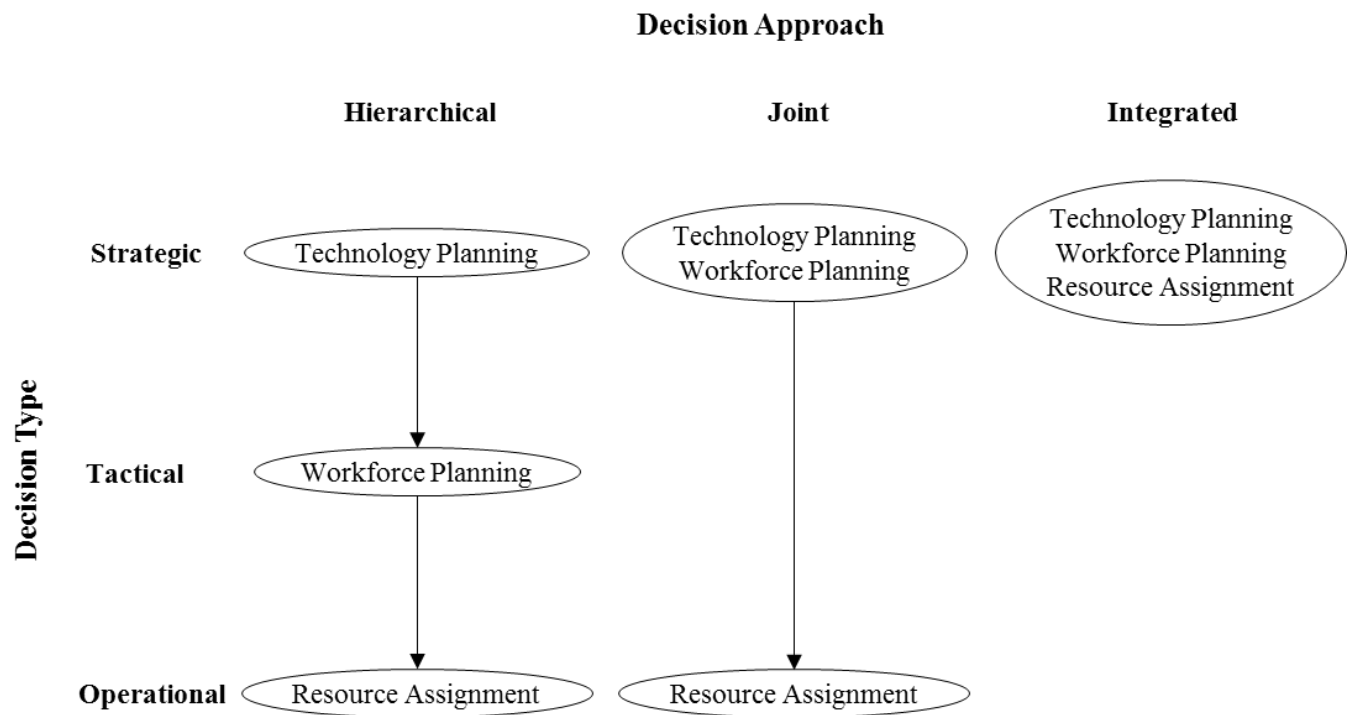 Decision Approach
Hierarchical
Joint
Integrated
Decision Type
Strategic
Technology Planning
Technology Planning
Workforce Planning
Technology Planning
Workforce Planning
Resource Assignment
Tactical
Workforce Planning
Operational
Resource Assignment
Resource Assignment